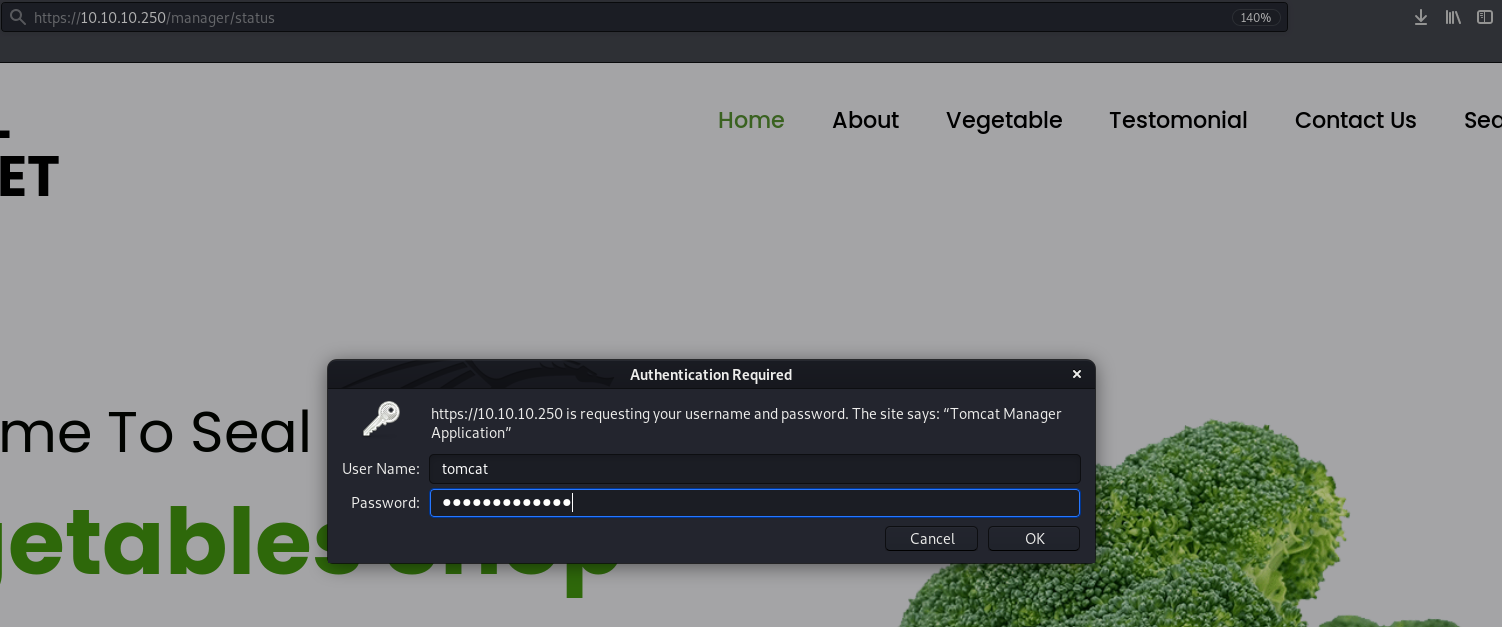 https://10.10.10.250/manager/status 140%
Home About Vegetable Testomonial Contact Us
ET
Authentication Required
https://10.10.10.250 is requesting your username and password. The site says: “Tomcat Manager
Application”
User Name: tomcat
Password: ●●●●●●●●●●●●●
Cancel OK
me To Seal
getables shop